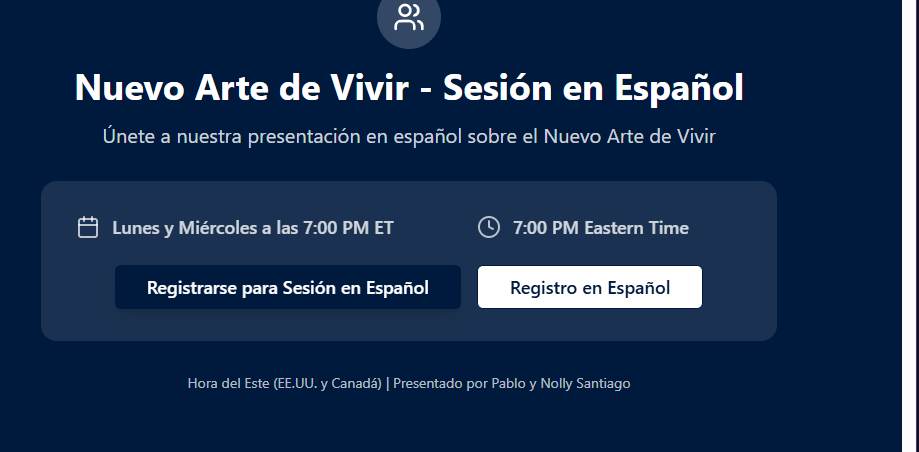 Nuevo Arte de Vivir - Sesión en Español
Únete a nuestra presentación en español sobre el Nuevo Arte de Vivir
Lunes y Miércoles a las 7:00 PM ET
7:00 PM Eastern Time
Registrarse para Sesión en Español
Registro en Español
Hora del Este (EE.UU. y Canadá) | Presentado por Pablo y Nolly Santiago